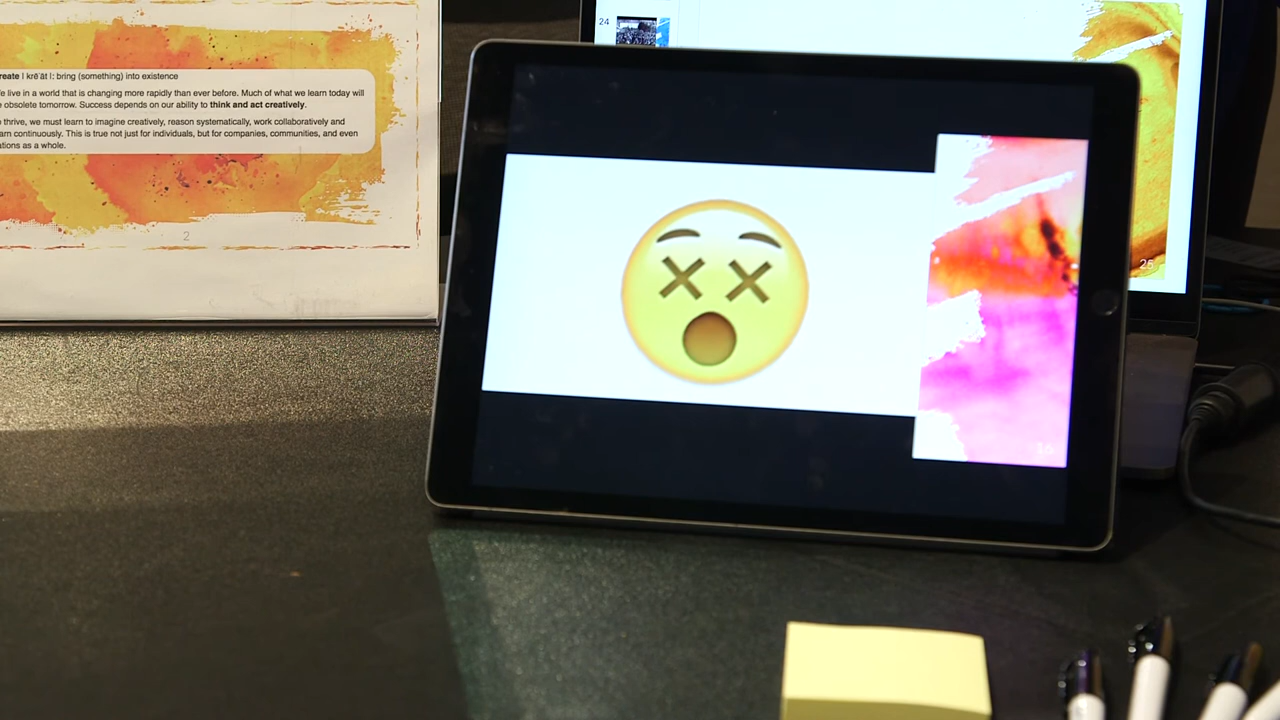 reate | krēˈāt |: bring (something) into existence
e live in a world that is changing more rapidly than ever before. Much of what we learn today will
e obsolete tomorrow. Success depends on our ability to think and act creatively.
thrive, we must learn to imagine creatively, reason systematically, work collaboratively and
arn continuously. This is true not just for individuals, but for companies, communities, and even
ations as a whole.
2
24
25
16